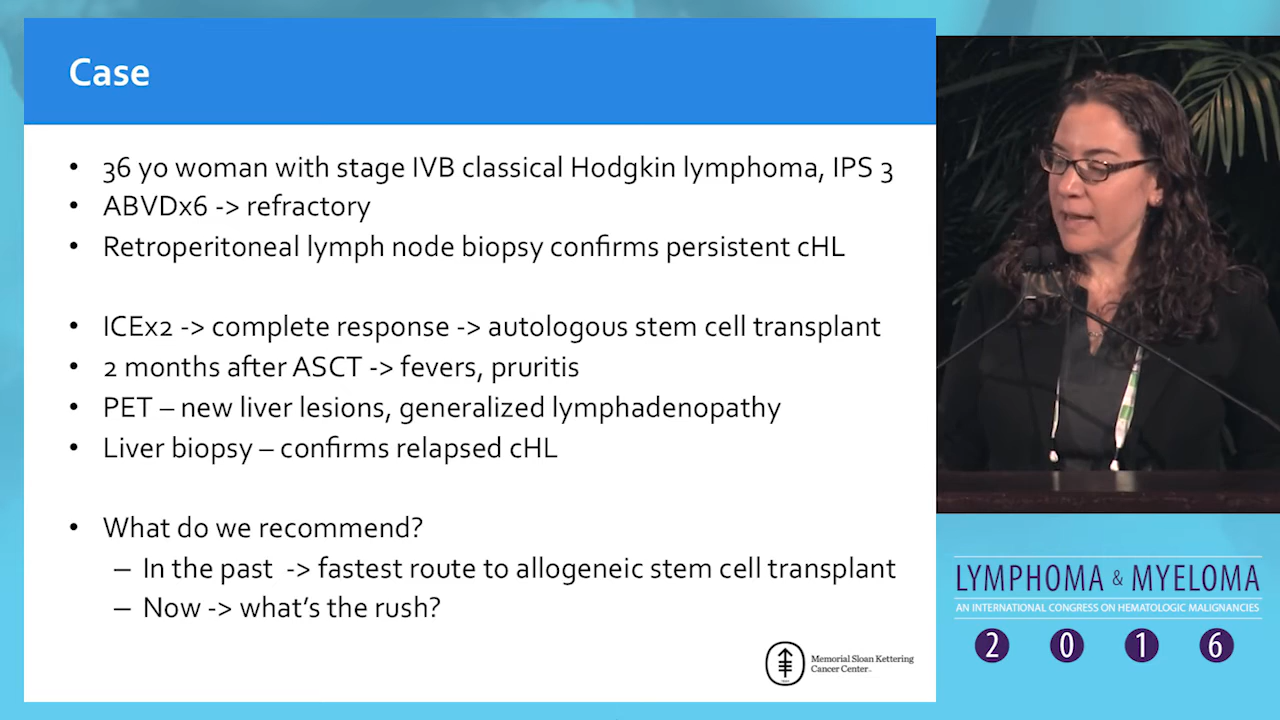 Case
• 36 yo woman with stage IVB classical Hodgkin lymphoma, IPS 3
• ABVDx6 -> refractory
• Retroperitoneal lymph node biopsy confirms persistent cHL
• ICEx2 -> complete response -> autologous stem cell transplant
• 2 months after ASCT -> fevers, pruritis
• PET – new liver lesions, generalized lymphadenopathy
• Liver biopsy – confirms relapsed cHL
• What do we recommend?
– In the past -> fastest route to allogeneic stem cell transplant
– Now -> what's the rush?
Memorial Sloan Kettering
Cancer Center
LYMPHOMA & MYELOMA
AN INTERNATIONAL CONGRESS ON HEMATOLOGIC MALIGNANCIES
2 0 1 6